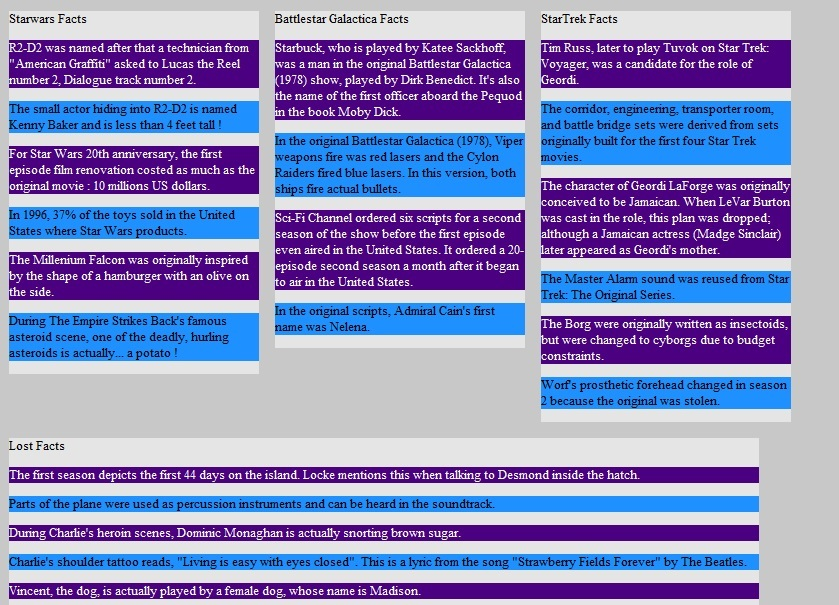 Starwars Facts
R2-D2 was named after that a technician from
"American Graffiti" asked to Lucas the Reel
number 2, Dialogue track number 2.
The small actor hiding into R2-D2 is named
Kenny Baker and is less than 4 feet tall !
For Star Wars 20th anniversary, the first
episode film renovation costed as much as the
original movie : 10 millions US dollars.
In 1996, 37% of the toys sold in the United
States where Star Wars products.
The Millenium Falcon was originally inspired
by the shape of a hamburger with an olive on
the side.
During The Empire Strikes Back's famous
asteroid scene, one of the deadly, hurling
asteroids is actually... a potato !
Battlestar Galactica Facts
Starbuck, who is played by Katee Sackhoff,
was a man in the original Battlestar Galactica
(1978) show, played by Dirk Benedict. It's also
the name of the first officer aboard the Pequod
in the book Moby Dick.
In the original Battlestar Galactica (1978), Viper
weapons fire was red lasers and the Cylon
Raiders fired blue lasers. In this version, both
ships fire actual bullets.
Sci-Fi Channel ordered six scripts for a second
season of the show before the first episode
even aired in the United States. It ordered a 20-
episode second season a month after it began
to air in the United States.
In the original scripts, Admiral Cain's first
name was Nelena.
StarTrek Facts
Tim Russ, later to play Tuvok on Star Trek:
Voyager, was a candidate for the role of
Geordi.
The corridor, engineering, transporter room,
and battle bridge sets were derived from sets
originally built for the first four Star Trek
movies.
The character of Geordi LaForge was originally
conceived to be Jamaican. When LeVar Burton
was cast in the role, this plan was dropped;
although a Jamaican actress (Madge Sinclair)
later appeared as Geordi's mother.
The Master Alarm sound was reused from Star
Trek: The Original Series.
The Borg were originally written as insectoids,
but were changed to cyborgs due to budget
constraints.
Worf's prosthetic forehead changed in season
2 because the original was stolen.
Lost Facts
The first season depicts the first 44 days on the island. Locke mentions this when talking to Desmond inside the hatch.
Parts of the plane were used as percussion instruments and can be heard in the soundtrack.
During Charlie's heroin scenes, Dominic Monaghan is actually snorting brown sugar.
Charlie's shoulder tattoo reads, "Living is easy with eyes closed". This is a lyric from the song "Strawberry Fields Forever" by The Beatles.
Vincent, the dog, is actually played by a female dog, whose name is Madison.